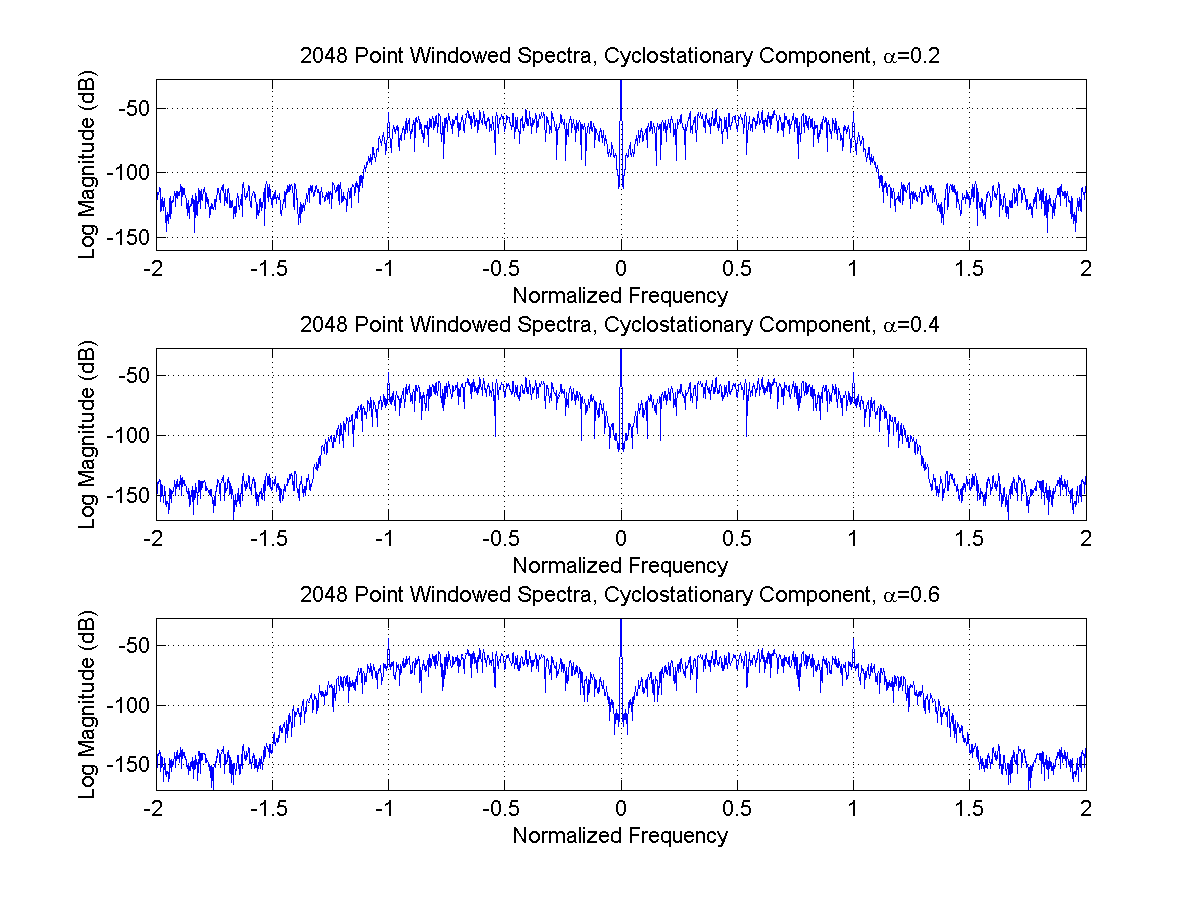 2048 Point Windowed Spectra, Cyclostationary Component, α=0.2
Log Magnitude (dB)
-50
-100
-150
-2 -1.5 -1 -0.5 0 0.5 1 1.5 2
Normalized Frequency
2048 Point Windowed Spectra, Cyclostationary Component, α=0.4
Log Magnitude (dB)
-50
-100
-150
-2 -1.5 -1 -0.5 0 0.5 1 1.5 2
Normalized Frequency
2048 Point Windowed Spectra, Cyclostationary Component, α=0.6
Log Magnitude (dB)
-50
-100
-150
-2 -1.5 -1 -0.5 0 0.5 1 1.5 2
Normalized Frequency